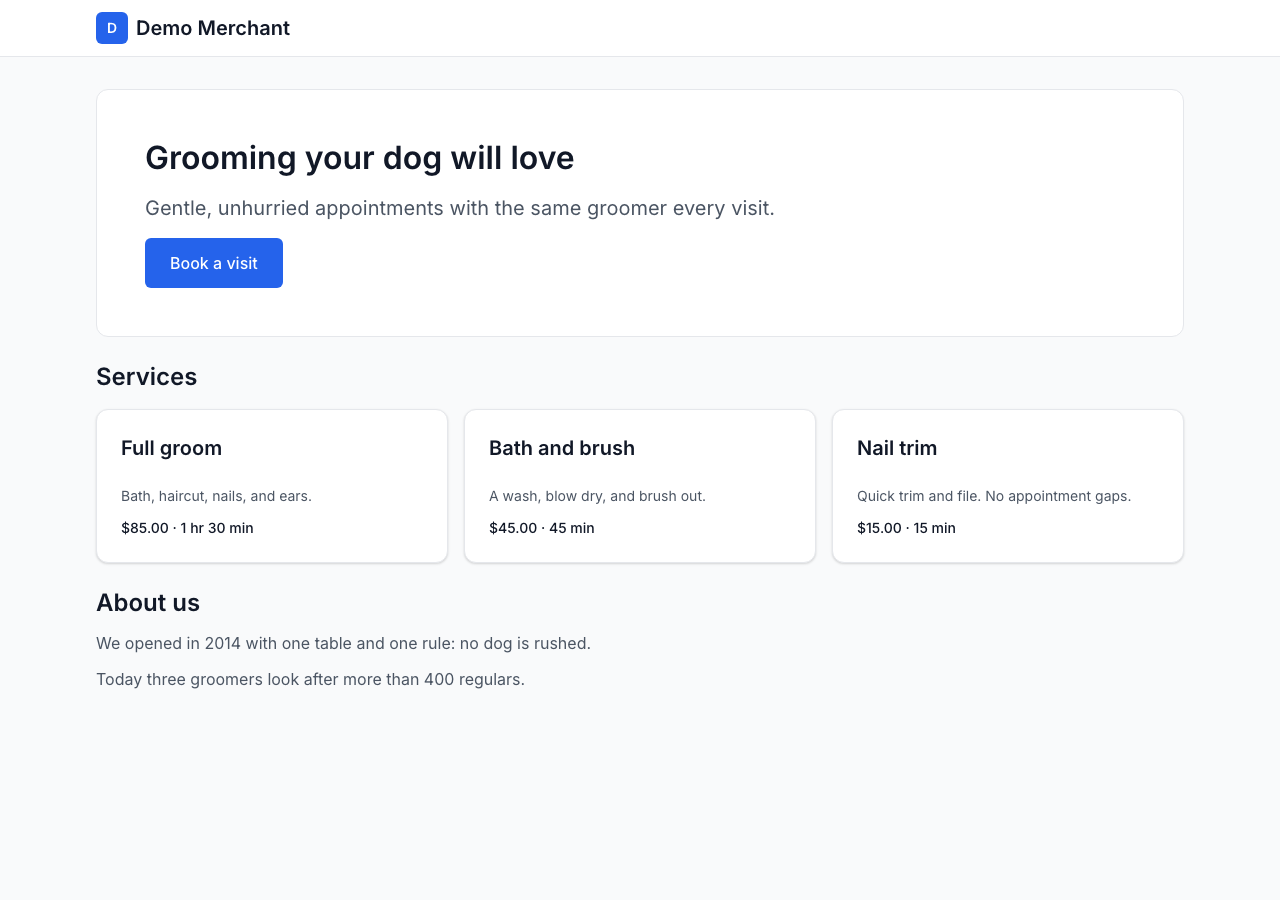 D Demo Merchant
Grooming your dog will love
Gentle, unhurried appointments with the same groomer every visit.
Book a visit
Services
Full groom
Bath, haircut, nails, and ears.
$85.00 · 1 hr 30 min
Bath and brush
A wash, blow dry, and brush out.
$45.00 · 45 min
Nail trim
Quick trim and file. No appointment gaps.
$15.00 · 15 min
About us
We opened in 2014 with one table and one rule: no dog is rushed.
Today three groomers look after more than 400 regulars.